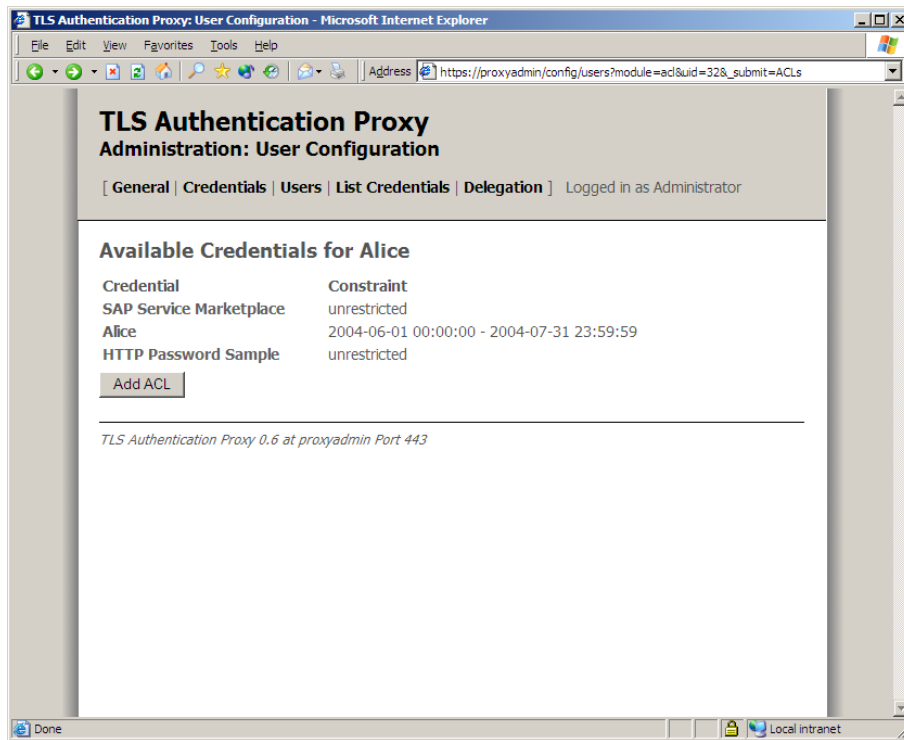 TLS Authentication Proxy: User Configuration - Microsoft Internet Explorer
File Edit View Favorites Tools Help
Address https://proxyadmin/config/users?module=acl&uid=32&_submit=ACLs
TLS Authentication Proxy
Administration: User Configuration
[ General | Credentials | Users | List Credentials | Delegation ] Logged in as Administrator
Available Credentials for Alice
Credential Constraint
SAP Service Marketplace unrestricted
Alice 2004-06-01 00:00:00 - 2004-07-31 23:59:59
HTTP Password Sample unrestricted
Add ACL
TLS Authentication Proxy 0.6 at proxyadmin Port 443
Done Local intranet